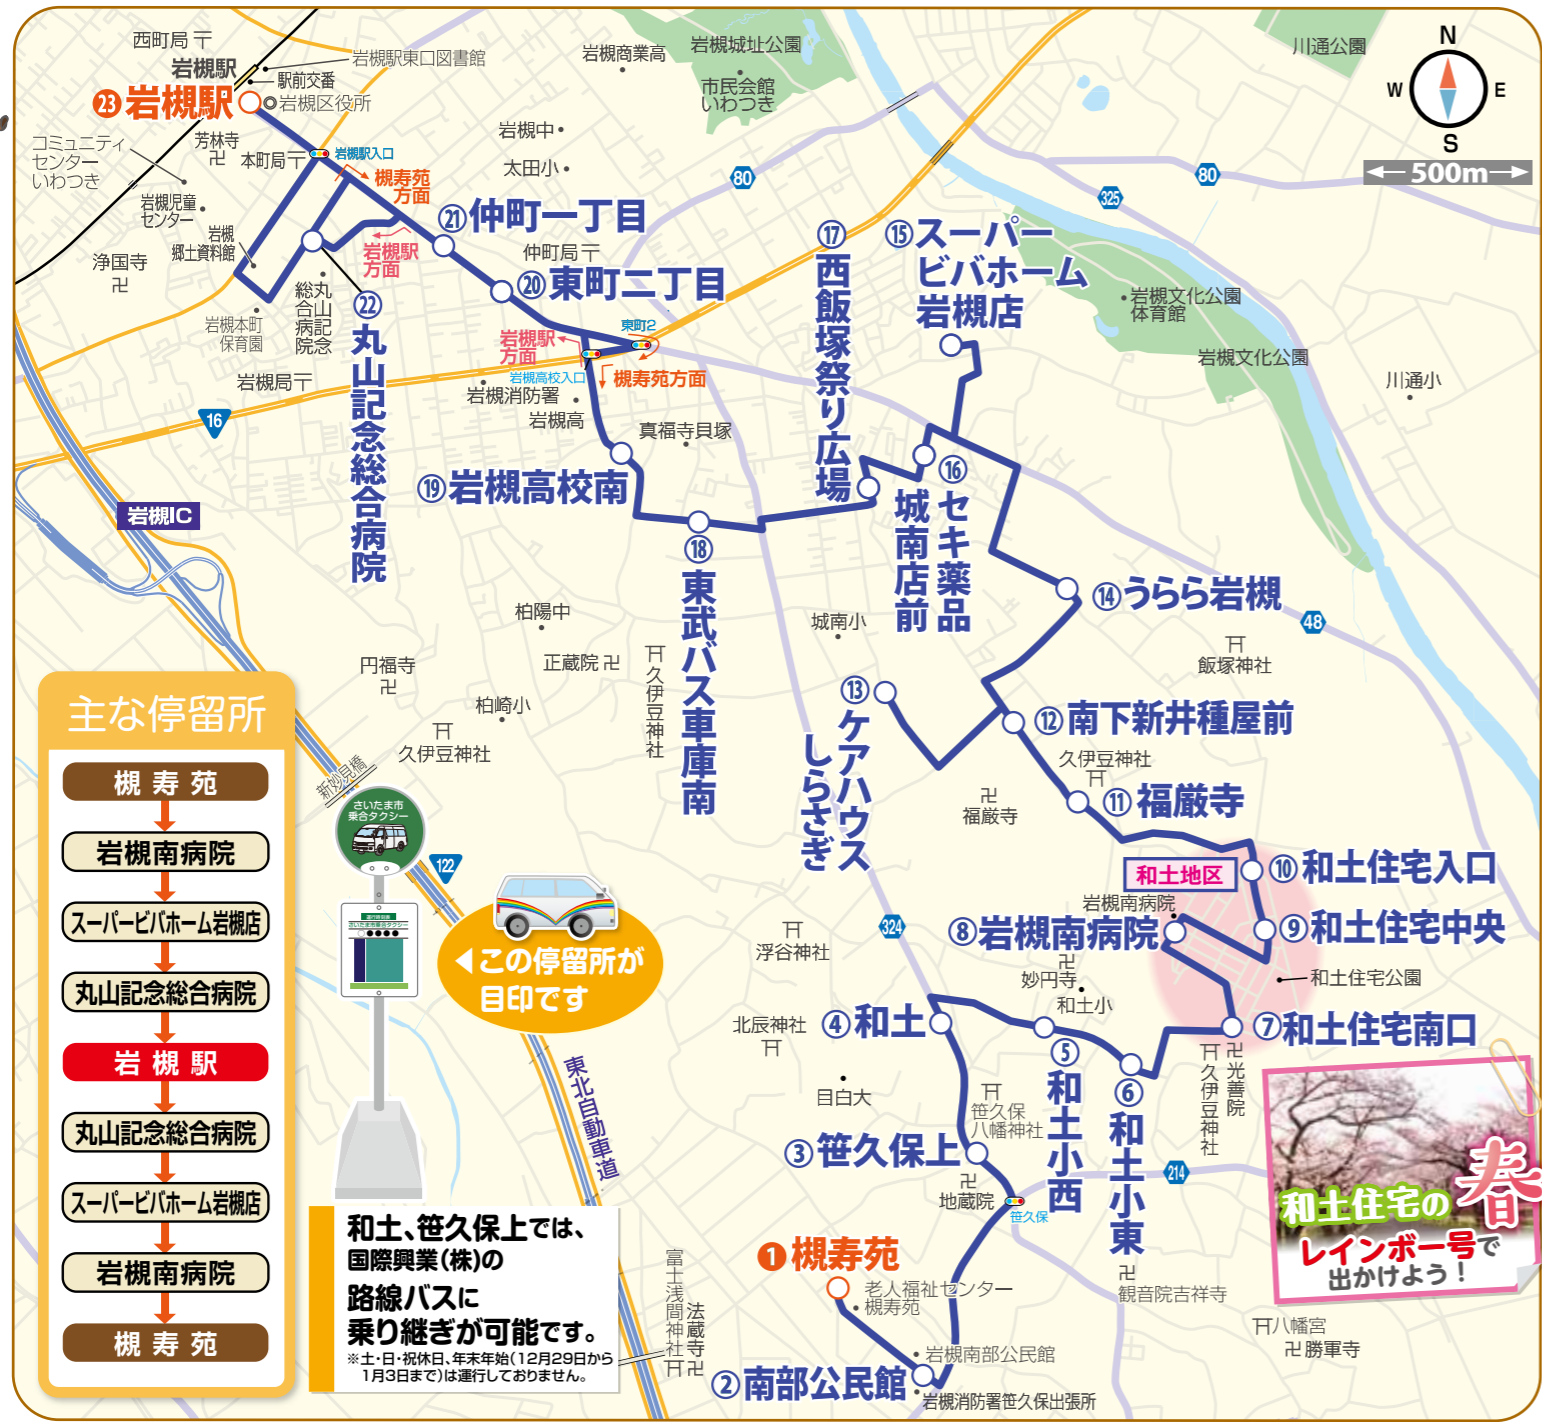 西町局
岩槻駅
岩槻駅東口図書館
駅前交番
㉓岩槻駅
岩槻区役所
コミュニティ
センター
いわつき
芳林寺
本町局
岩槻駅入口
槻寿苑
方面
岩槻児童
センター
岩槻
郷土資料館
浄国寺
岩槻駅
方面
丸山記念
総合病院
岩槻本町
保育園
岩槻局
㉒丸山記念総合病院
㉑仲町一丁目
仲町局
⑳東町二丁目
岩槻商業高
岩槻城址公園
市民会館
いわつき
岩槻中
太田小
80
川通公園
N
W
E
S
500m
80
325
⑰西飯塚祭り広場
⑮スーパー
ビバホーム
岩槻店
岩槻文化公園
体育館
岩槻文化公園
川通小
東町2
岩槻駅
方面
岩槻高校入口
槻寿苑方面
岩槻消防署
岩槻高
真福寺貝塚
16
岩槻IC
⑲岩槻高校南
⑱東武バス車庫南
⑯セキ薬品
城南店前
⑭うらら岩槻
48
飯塚神社
城南小
柏陽中
正蔵院
円福寺
柏崎小
久伊豆神社
久伊豆神社
⑬ケアハウス
しらさぎ
⑫南下新井種屋前
久伊豆神社
福厳寺
⑪福厳寺
⑩和土住宅入口
和土地区
岩槻南病院
⑧岩槻南病院
⑨和土住宅中央
和土住宅公園
324
浮谷神社
妙円寺
和土小
北辰神社
④和土
⑦和土住宅南口
⑤和土小西
⑥和土小東
光善院
久伊豆神社
目白大
笹久保
八幡神社
③笹久保上
地蔵院
笹久保
214
❶槻寿苑
老人福祉センター
槻寿苑
観音院吉祥寺
八幡宮
勝軍寺
岩槻南部公民館
②南部公民館
岩槻消防署笹久保出張所
富士浅間神社
法蔵寺
東北自動車道
新妙見橋
122
主な停留所
槻寿苑
岩槻南病院
スーパービバホーム岩槻店
丸山記念総合病院
岩槻駅
丸山記念総合病院
スーパービバホーム岩槻店
岩槻南病院
槻寿苑
さいたま市
乗合タクシー
運行時刻表
さいたま市乗合タクシー
この停留所が
目印です
和土、笹久保上では、
国際興業(株)の
路線バスに
乗り継ぎが可能です。
※土・日・祝休日、年末年始(12月29日から
1月3日まで)は運行しておりません。
和土住宅の春
レインボー号で
出かけよう！